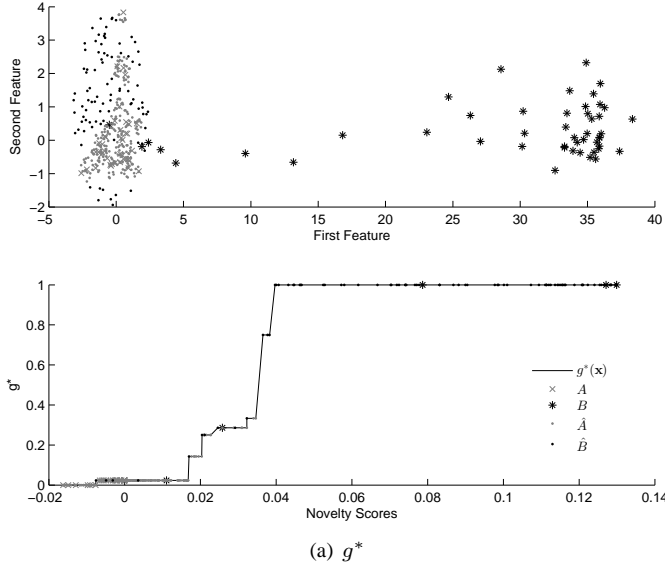 4
3
2
1
0
−1
−2
Second Feature
−5 0 5 10 15 20 25 30 35 40
First Feature
1
0.8
0.6
0.4
0.2
0
g*
g*(x)
A
B
Â
B̂
−0.02 0 0.02 0.04 0.06 0.08 0.1 0.12 0.14
Novelty Scores
(a) g*